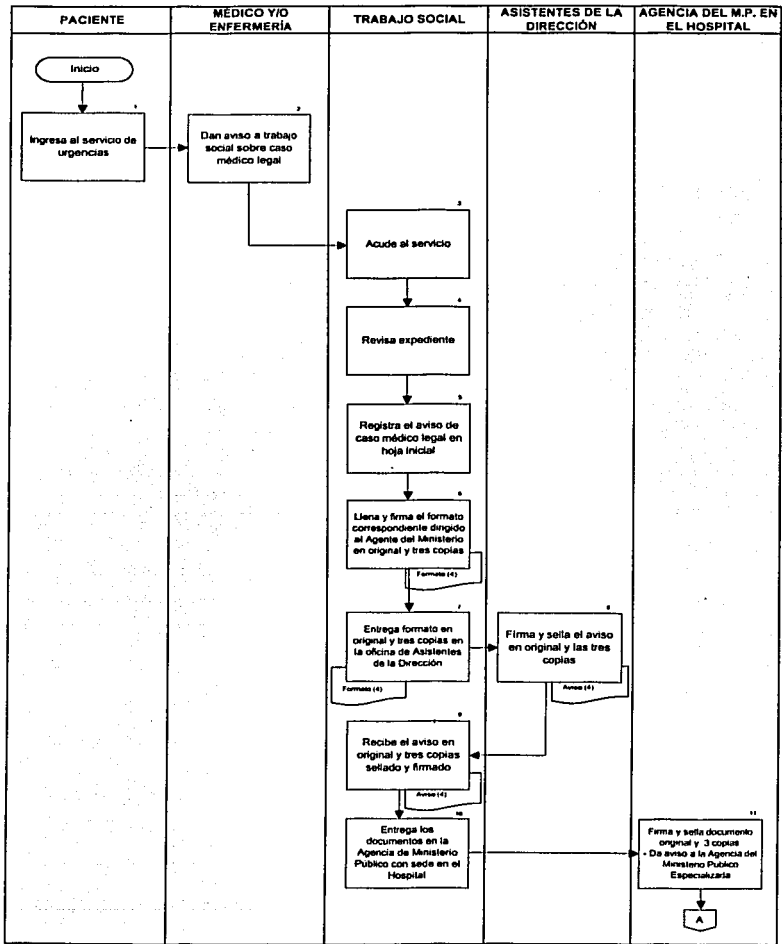 PACIENTE
MÉDICO Y/O
ENFERMERÍA
TRABAJO SOCIAL
ASISTENTES DE LA
DIRECCIÓN
AGENCIA DEL M.P. EN
EL HOSPITAL
Inicio
1
Ingresa al servicio de
urgencias
2
Dan aviso a trabajo
social sobre caso
médico legal
3
Acude al servicio
4
Revisa expediente
5
Registra el aviso de
caso médico legal en
hoja inicial
6
Llena y firma el formato
correspondiente dirigido
al Agente del Ministerio
en original y tres copias
Formato (4)
7
Entrega formato en
original y tres copias en
la oficina de Asistentes
de la Dirección
Formato (4)
8
Firma y sella el aviso
en original y las tres
copias
Aviso (4)
9
Recibe el aviso en
original y tres copias
sellado y firmado
Aviso (4)
10
Entrega los
documentos en la
Agencia de Ministerio
Público con sede en el
Hospital
11
Firma y sella documento
original y 3 copias
- Da aviso a la Agencia del
Ministerio Público
Especializada
A